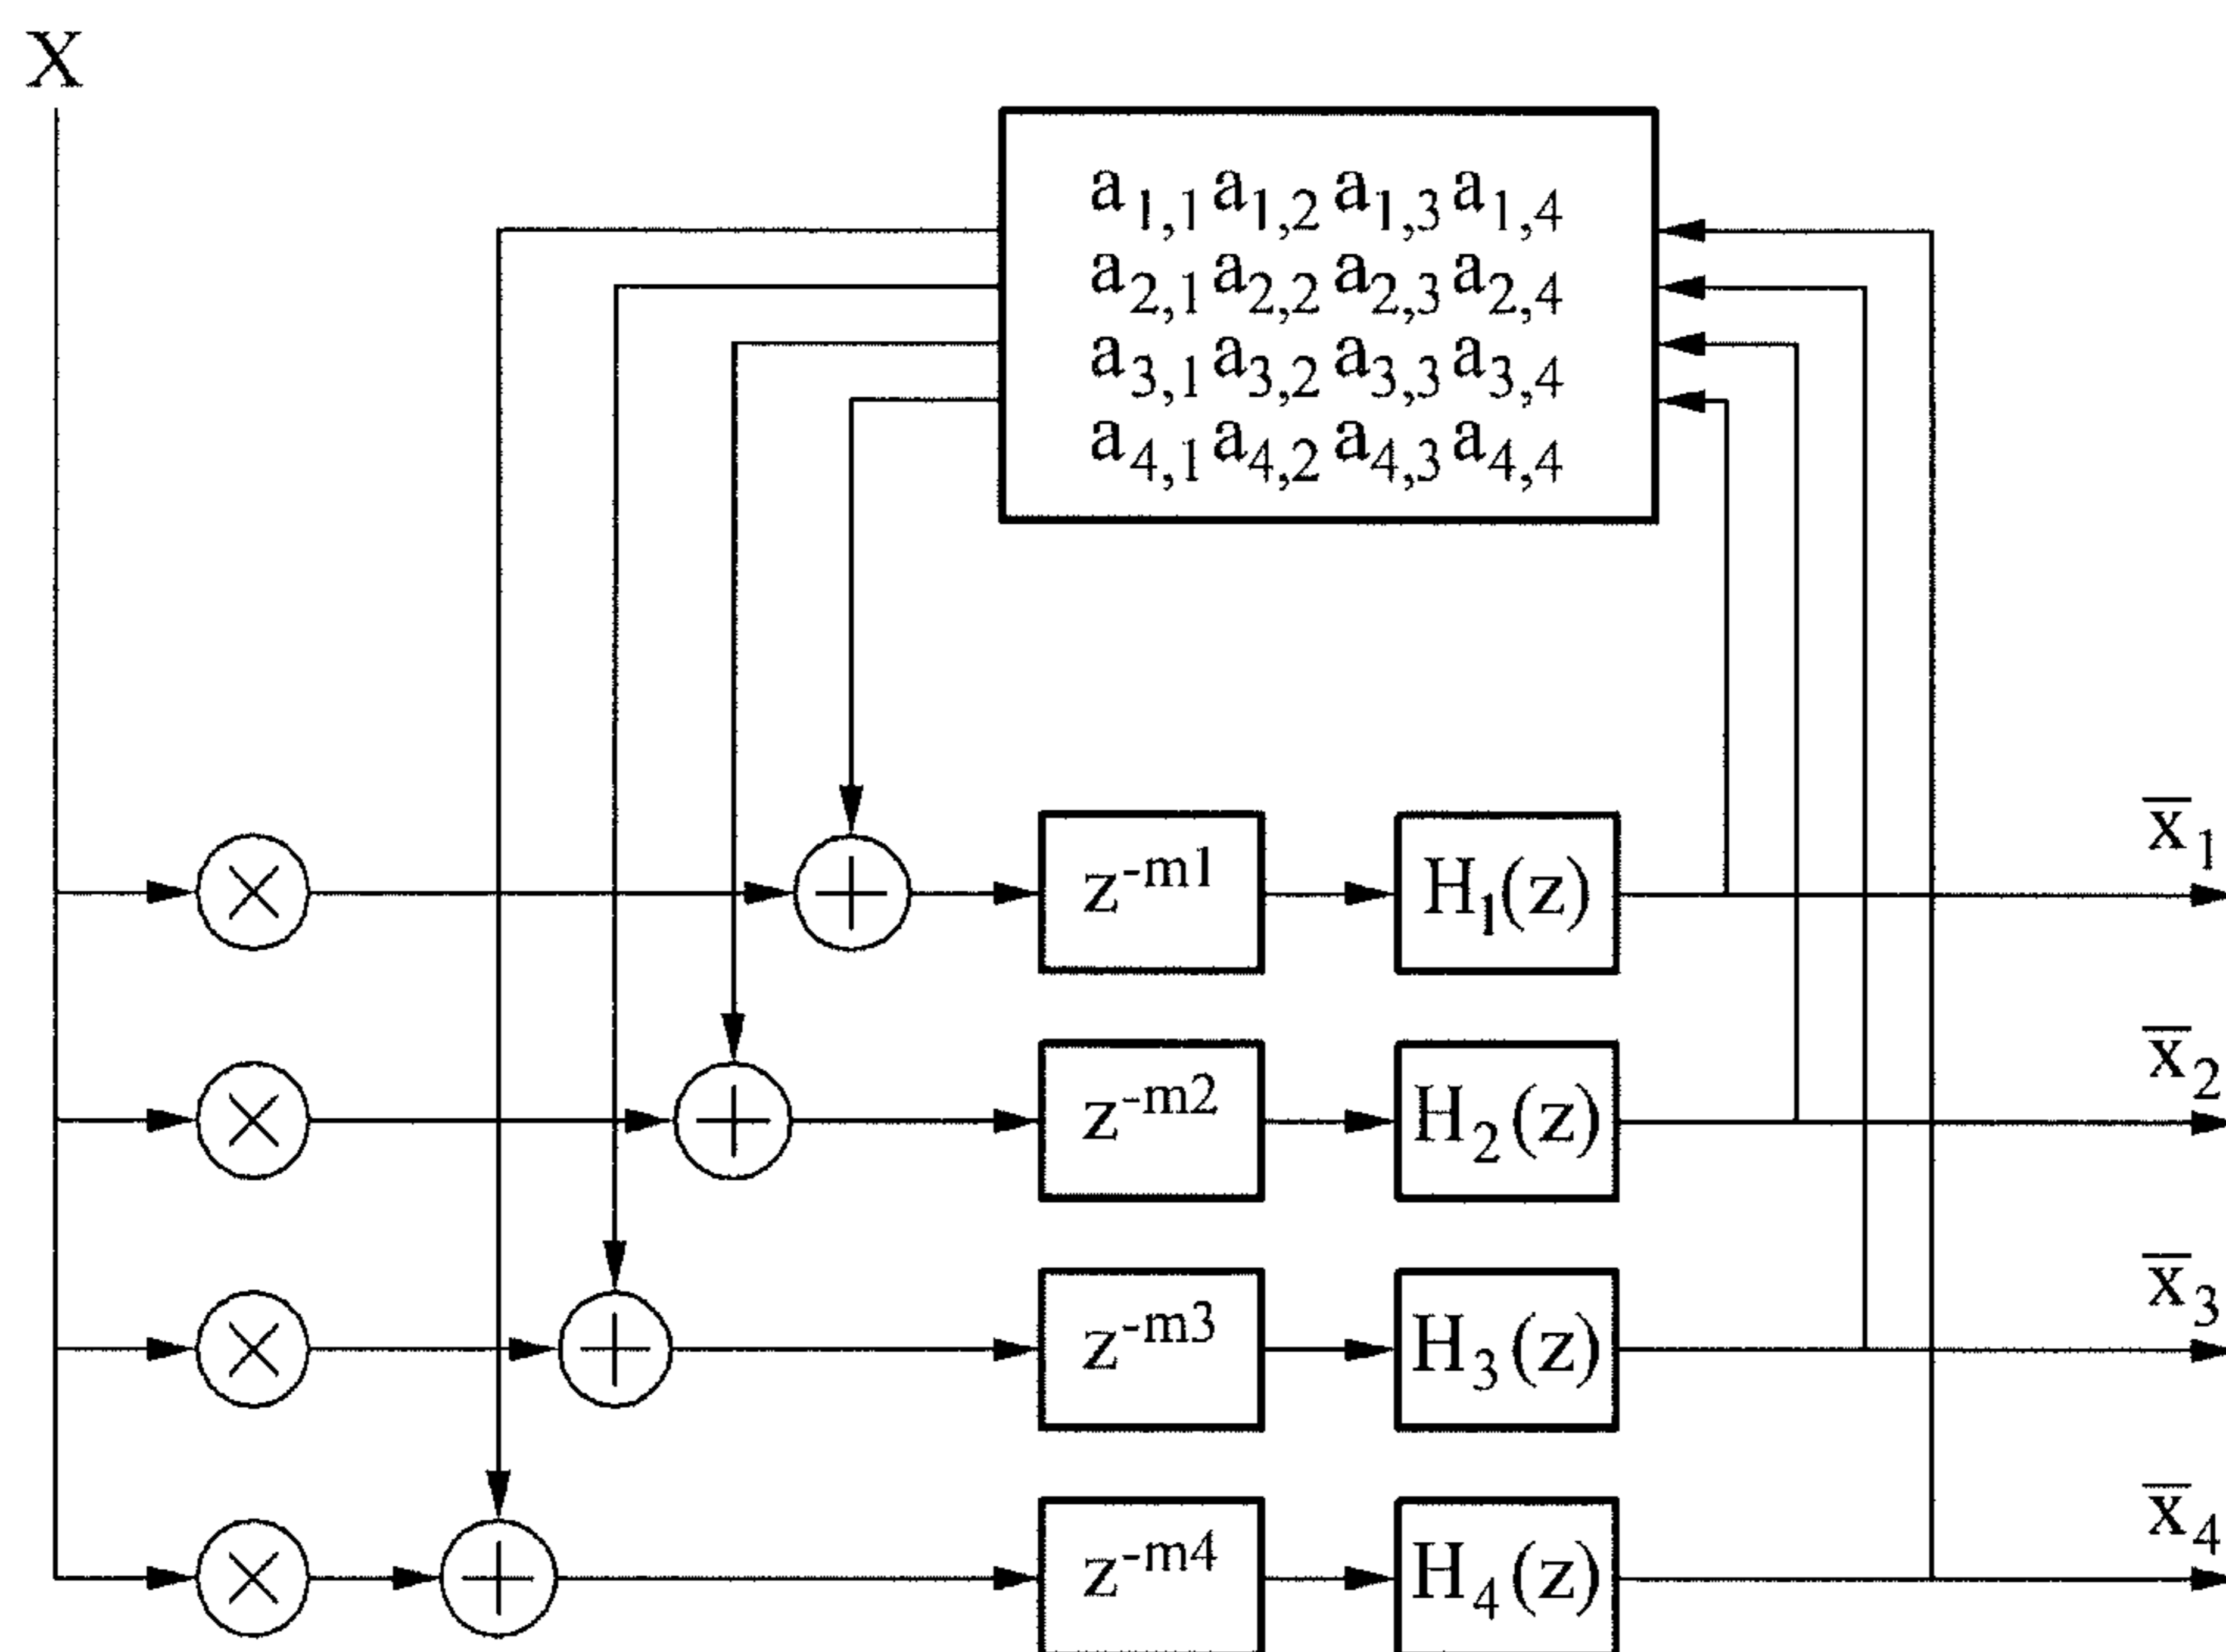 X
a1,1 a1,2 a1,3 a1,4
a2,1 a2,2 a2,3 a2,4
a3,1 a3,2 a3,3 a3,4
a4,1 a4,2 a4,3 a4,4
z^-m1 H1(z) x̅1
z^-m2 H2(z) x̅2
z^-m3 H3(z) x̅3
z^-m4 H4(z) x̅4